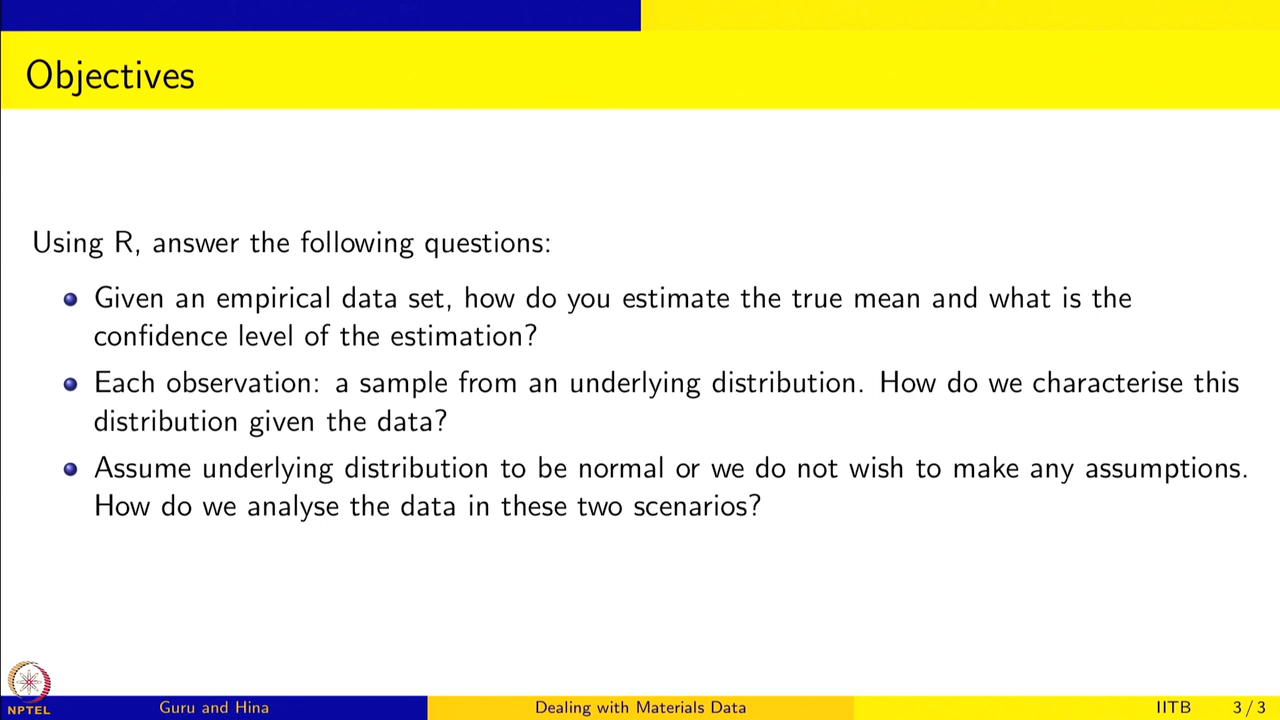 Objectives
Using R, answer the following questions:
Given an empirical data set, how do you estimate the true mean and what is the
confidence level of the estimation?
Each observation: a sample from an underlying distribution. How do we characterise this
distribution given the data?
Assume underlying distribution to be normal or we do not wish to make any assumptions.
How do we analyse the data in these two scenarios?
NPTEL
Guru and Hina
Dealing with Materials Data
IITB
3 / 3